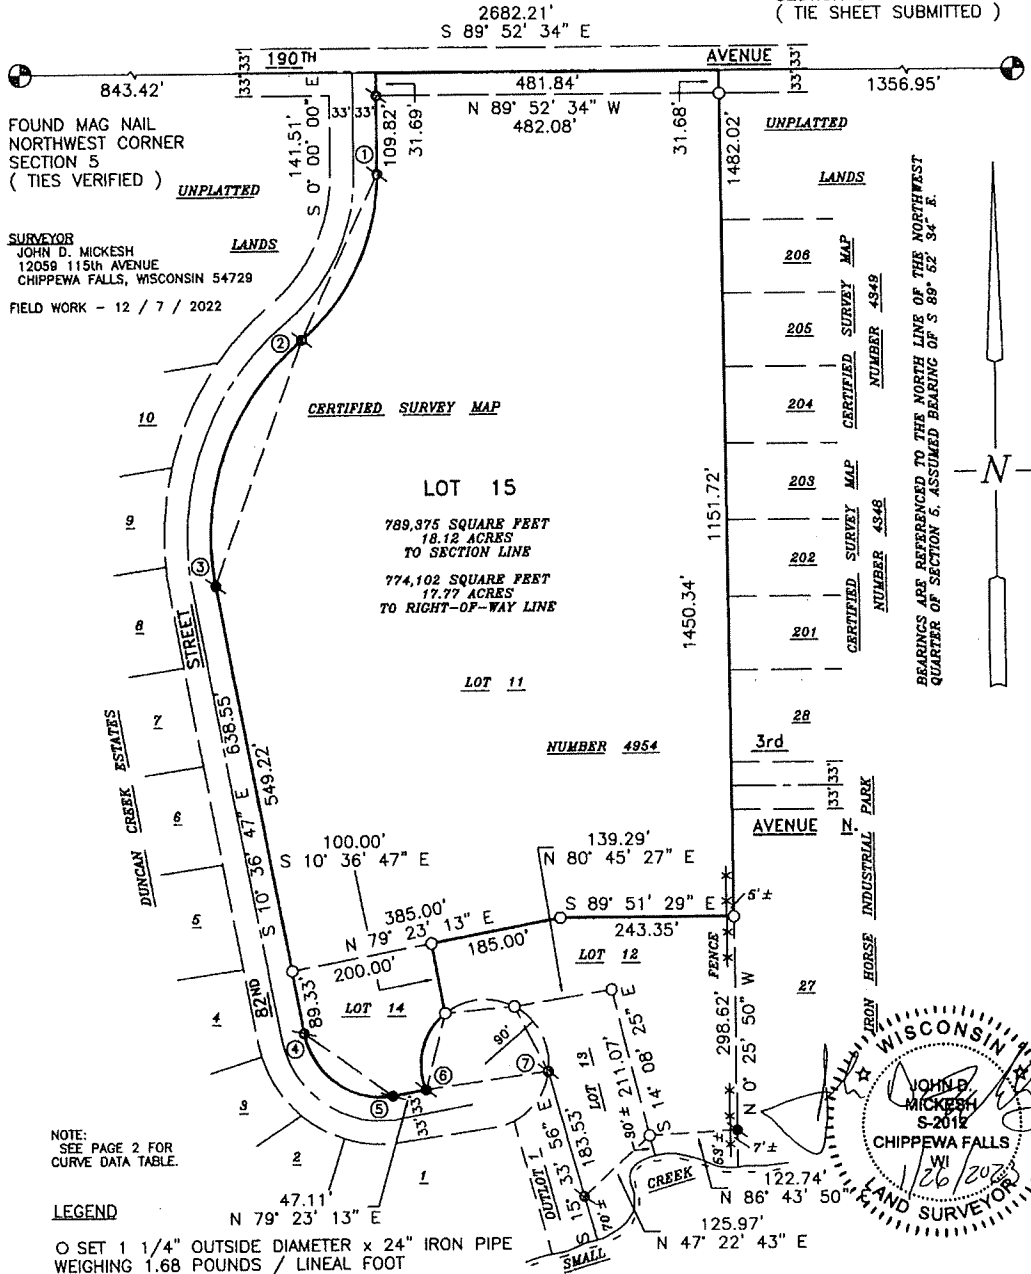 ( TIE SHEET SUBMITTED )
2682.21'
S 89° 52' 34" E
190TH
AVENUE
33' 33'
33' 33'
843.42'
481.84'
1356.95'
N 89° 52' 34" W
482.08'
FOUND MAG NAIL
NORTHWEST CORNER
SECTION 5
( TIES VERIFIED )
141.51'
S 0° 00' 00" E
33' 33'
109.82'
31.69'
31.68'
1482.02'
1
UNPLATTED
LANDS
UNPLATTED
LANDS
SURVEYOR
JOHN D. MICKESH
12059 115th AVENUE
CHIPPEWA FALLS, WISCONSIN 54729
FIELD WORK - 12 / 7 / 2022
2
CERTIFIED SURVEY MAP
LOT 15
789,375 SQUARE FEET
18.12 ACRES
TO SECTION LINE
774,102 SQUARE FEET
17.77 ACRES
TO RIGHT-OF-WAY LINE
LOT 11
NUMBER 4954
1151.72'
1450.34'
206
205
204
CERTIFIED SURVEY MAP
NUMBER 4349
203
202
201
CERTIFIED SURVEY MAP
NUMBER 4348
28
BEARINGS ARE REFERENCED TO THE NORTH LINE OF THE NORTHWEST
QUARTER OF SECTION 5, ASSUMED BEARING OF S 89° 52' 34" E.
N
3rd
33' 33'
AVENUE N.
IRON HORSE INDUSTRIAL PARK
10
9
3
8
7
6
5
4
3
2
1
STREET
82ND
DUNCAN CREEK ESTATES
638.55'
549.22'
S 10° 36' 47" E
100.00'
S 10° 36' 47" E
139.29'
N 80° 45' 27" E
385.00'
N 79° 23' 13" E
200.00'
185.00'
S 89° 51' 29" E
243.35'
5'±
FENCE
LOT 12
LOT 14
89.33'
4
5
6
7
90'
33'
LOT 13
90'±
211.07'
S 14° 08' 25" E
298.62'
N 0° 25' 50" W
27
OUTLOT 1
S 15° 33' 56" E
183.53'
70'±
7'±
CREEK
SMALL
122.74'
N 86° 43' 50"
125.97'
N 47° 22' 43" E
47.11'
N 79° 23' 13" E
NOTE:
SEE PAGE 2 FOR
CURVE DATA TABLE.
WISCONSIN
JOHN D.
MICKESH
S-2012
CHIPPEWA FALLS
WI
LAND SURVEYOR
LEGEND
O SET 1 1/4" OUTSIDE DIAMETER x 24" IRON PIPE
WEIGHING 1.68 POUNDS / LINEAL FOOT